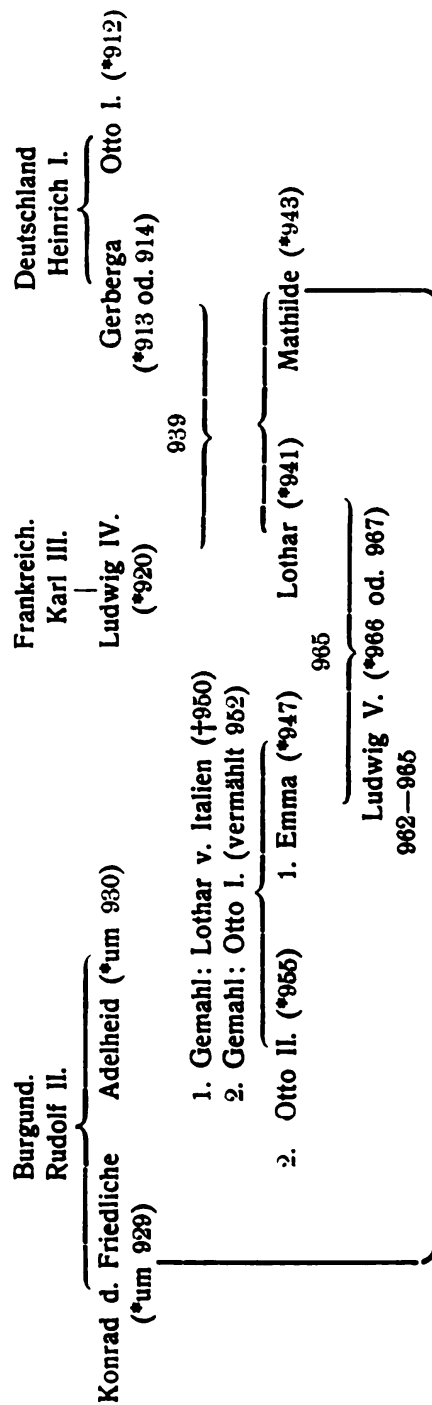 Burgund.
Rudolf II.
Konrad d. Friedliche
(*um 929)
Adelheid (*um 930)
1. Gemahl: Lothar v. Italien (†950)
2. Gemahl: Otto I. (vermählt 952)
2. Otto II. (*955)
1. Emma (*947)
Frankreich.
Karl III.
Ludwig IV.
(*920)
Deutschland
Heinrich I.
Gerberga
(*913 od. 914)
Otto I. (*912)
939
Lothar (*941)
Mathilde (*943)
965
Ludwig V. (*966 od. 967)
962–965